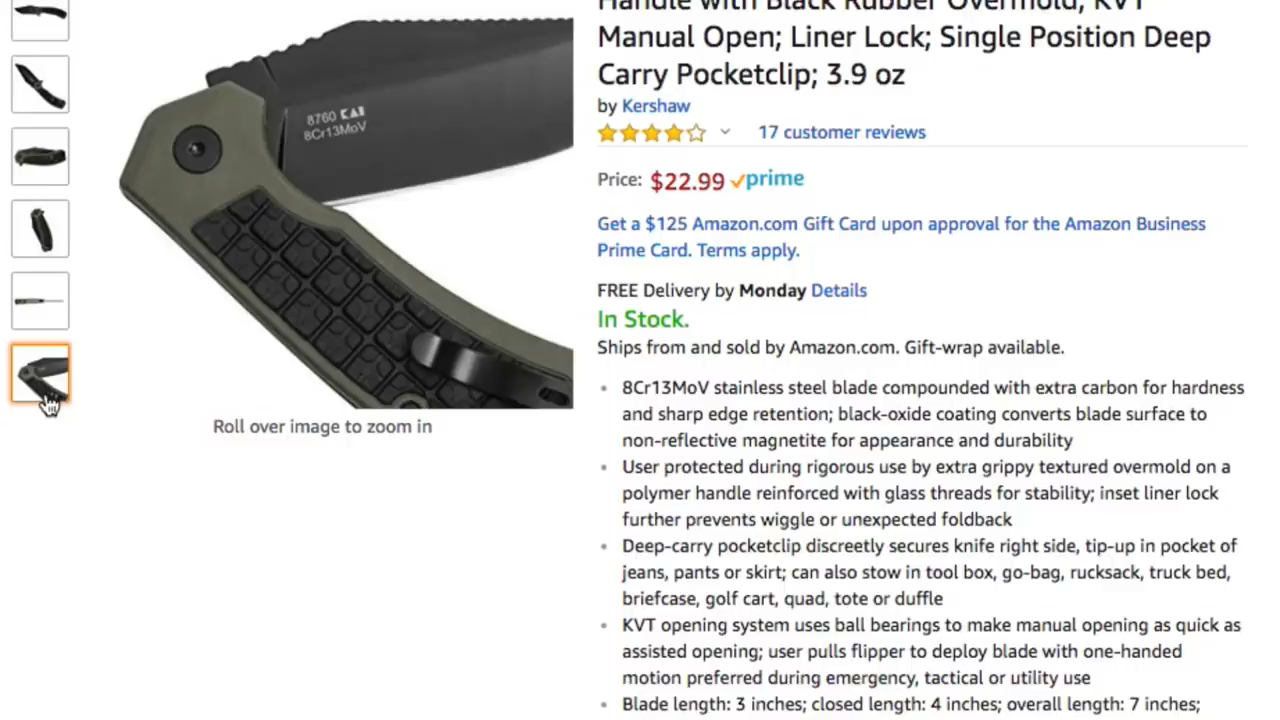 Handle with Black Rubber Overmold; KVT
Manual Open; Liner Lock; Single Position Deep
Carry Pocketclip; 3.9 oz
by Kershaw
17 customer reviews
Price: $22.99 prime
Get a $125 Amazon.com Gift Card upon approval for the Amazon Business
Prime Card. Terms apply.
FREE Delivery by Monday Details
In Stock.
Ships from and sold by Amazon.com. Gift-wrap available.
8760 KAI
8Cr13MoV
Roll over image to zoom in
8Cr13MoV stainless steel blade compounded with extra carbon for hardness
and sharp edge retention; black-oxide coating converts blade surface to
non-reflective magnetite for appearance and durability
User protected during rigorous use by extra grippy textured overmold on a
polymer handle reinforced with glass threads for stability; inset liner lock
further prevents wiggle or unexpected foldback
Deep-carry pocketclip discreetly secures knife right side, tip-up in pocket of
jeans, pants or skirt; can also stow in tool box, go-bag, rucksack, truck bed,
briefcase, golf cart, quad, tote or duffle
KVT opening system uses ball bearings to make manual opening as quick as
assisted opening; user pulls flipper to deploy blade with one-handed
motion preferred during emergency, tactical or utility use
Blade length: 3 inches; closed length: 4 inches; overall length: 7 inches;